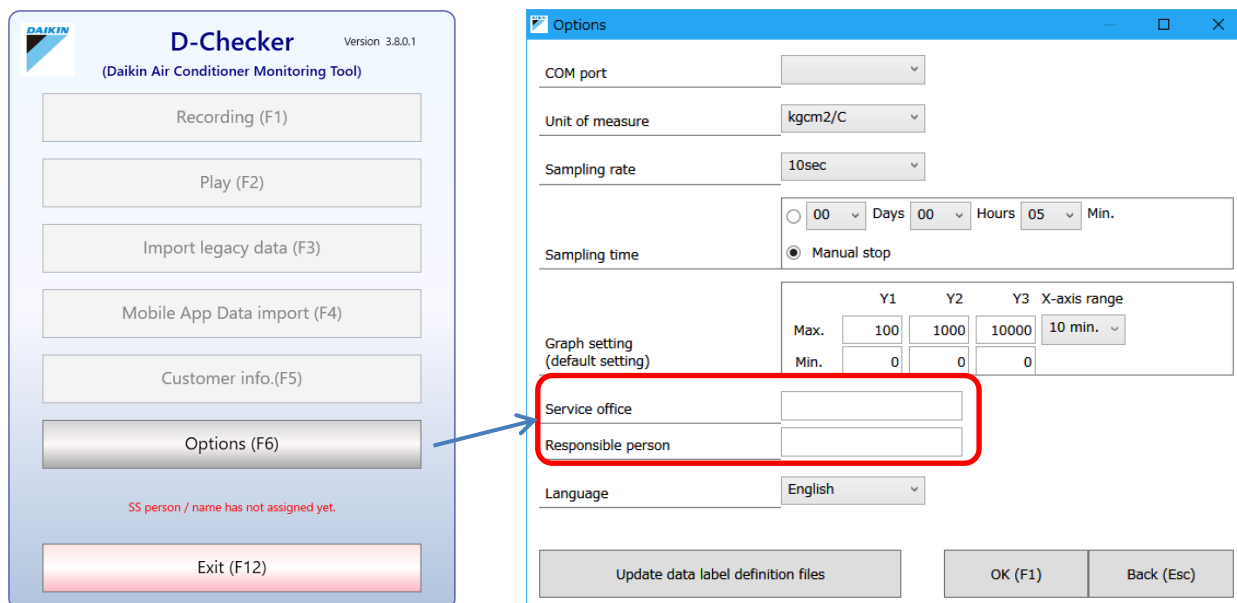 DAIKIN
D-Checker Version 3.8.0.1
(Daikin Air Conditioner Monitoring Tool)
Recording (F1)
Play (F2)
Import legacy data (F3)
Mobile App Data import (F4)
Customer info.(F5)
Options (F6)
SS person / name has not assigned yet.
Exit (F12)
Options
COM port
Unit of measure kgcm2/C
Sampling rate 10sec
00 Days 00 Hours 05 Min.
Sampling time Manual stop
Y1 Y2 Y3 X-axis range
Max. 100 1000 10000 10 min.
Graph setting
(default setting) Min. 0 0 0
Service office
Responsible person
Language English
Update data label definition files OK (F1) Back (Esc)